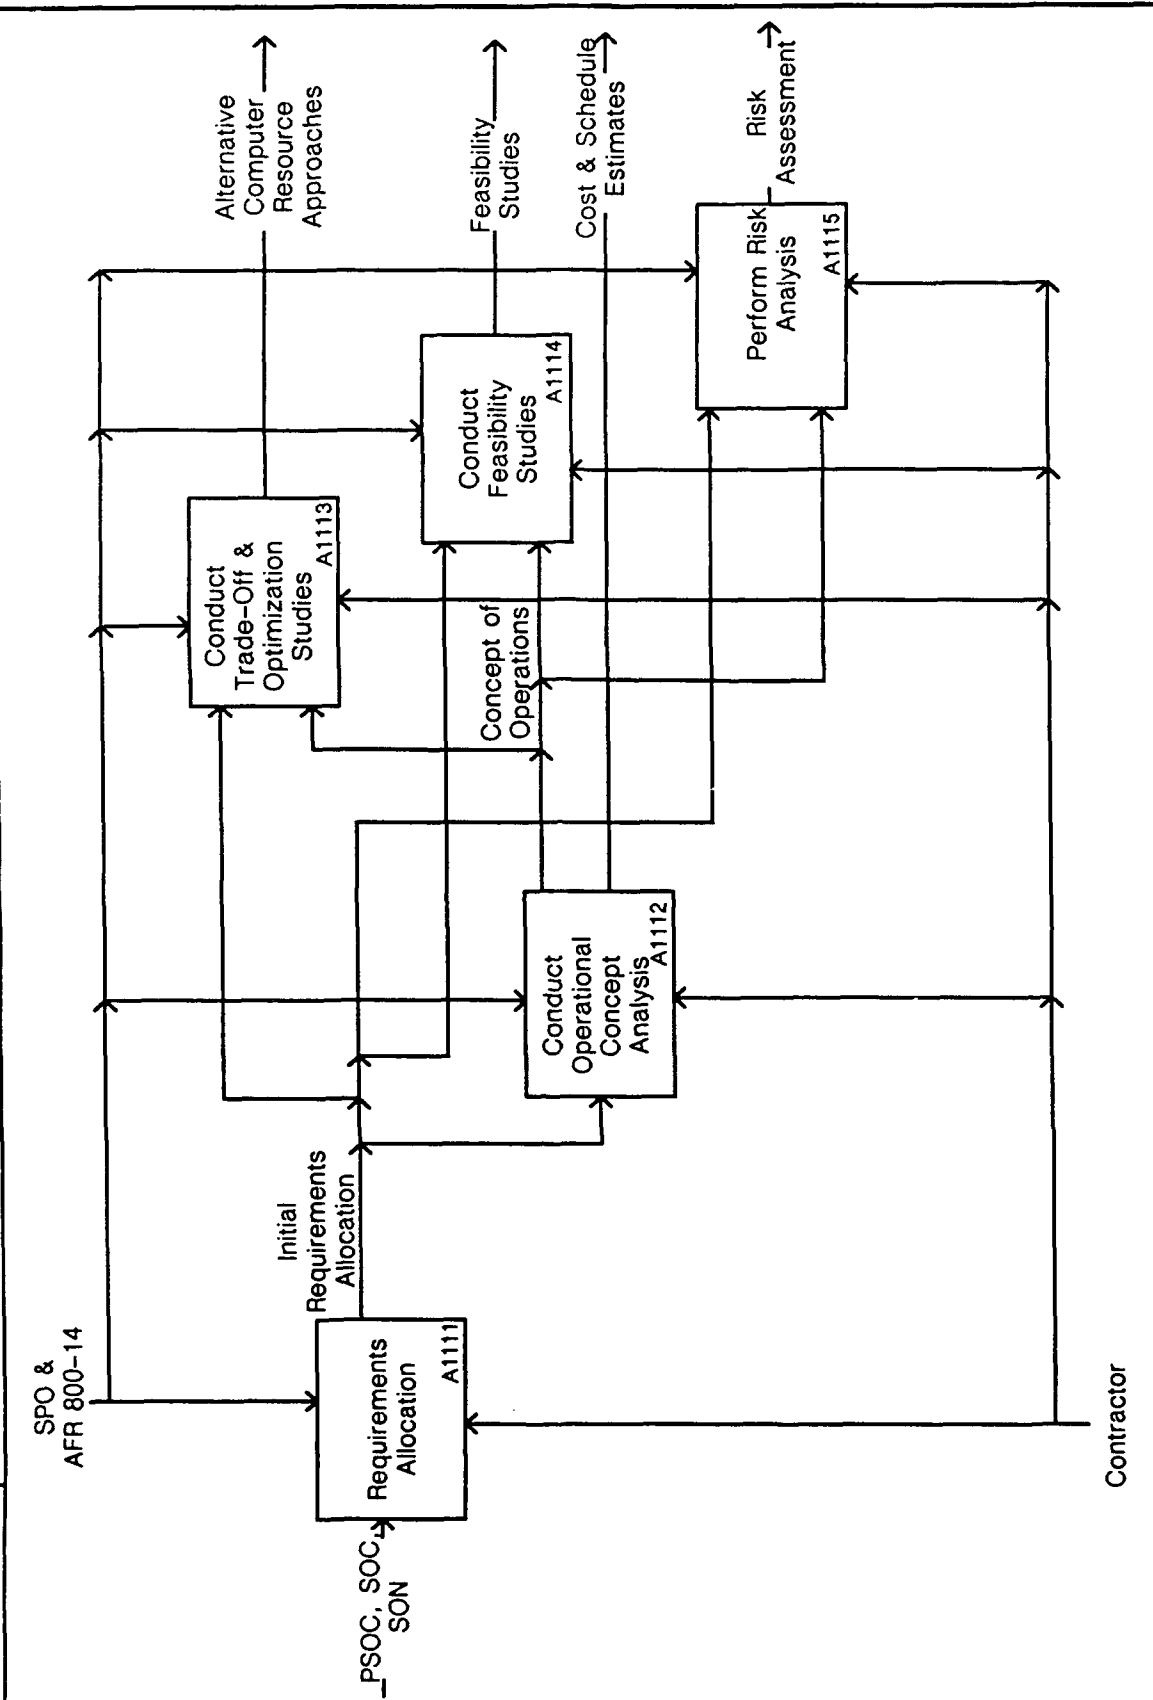 SPO &
AFR 800-14
PSOC, SOC,
SON
Requirements
Allocation
A1111
Initial
Requirements
Allocation
Conduct
Operational
Concept
Analysis
A1112
Concept of
Operations
Conduct
Trade-Off &
Optimization
Studies
A1113
Conduct
Feasibility
Studies
A1114
Perform Risk
Analysis
A1115
Alternative
Computer
Resource
Approaches
Feasibility
Studies
Cost & Schedule
Estimates
Risk
Assessment
Contractor